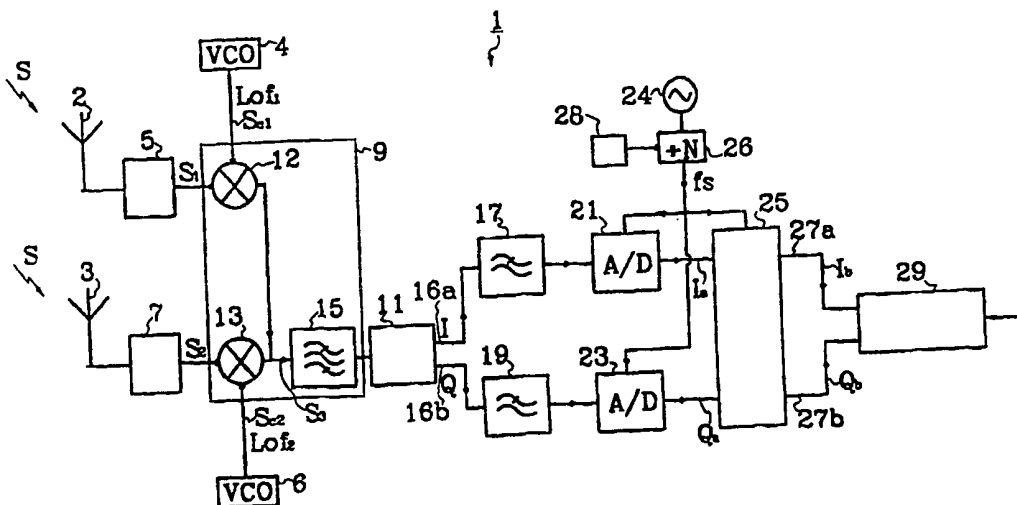 1
S
2
VCO
4
Lof₁
Sc1
5
S₁
12
9
24
28
÷N
26
fs
17
21
A/D
25
27a
Ia
Ib
29
S
3
7
S₂
13
15
S₃
11
16a
I
Q
16b
19
23
A/D
Qa
Qb
27b
Sc2
Lof₂
VCO
6